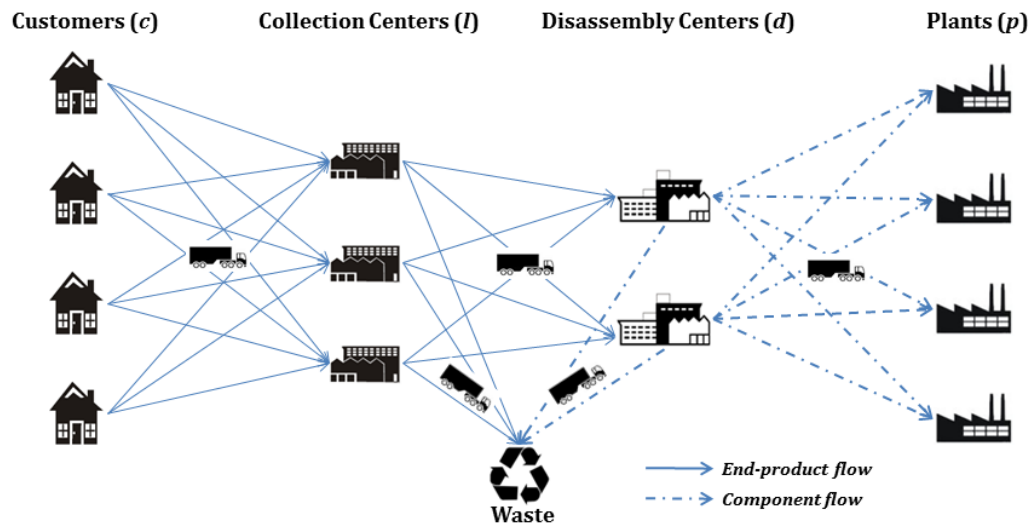 Customers (c) Collection Centers (l) Disassembly Centers (d) Plants (p)
End-product flow
Component flow
Waste